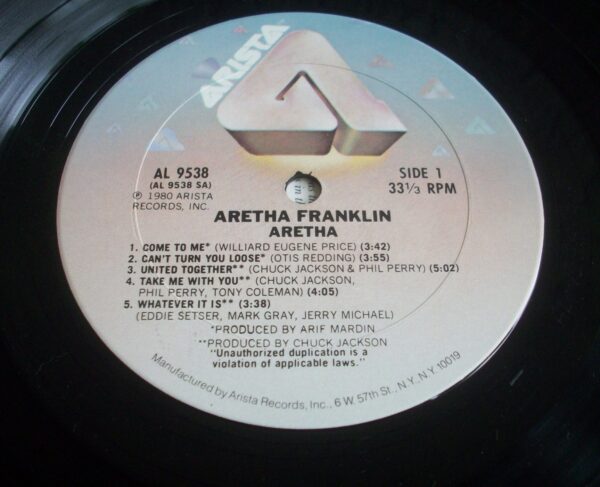 ARISTA
AL 9538
(AL 9538 SA)
℗ 1980 ARISTA
RECORDS, INC.
SIDE 1
33 1/3 RPM
ARETHA FRANKLIN
ARETHA
1. COME TO ME* (WILLIARD EUGENE PRICE) (3:42)
2. CAN'T TURN YOU LOOSE* (OTIS REDDING) (3:55)
3. UNITED TOGETHER** (CHUCK JACKSON & PHIL PERRY) (5:02)
4. TAKE ME WITH YOU** (CHUCK JACKSON,
PHIL PERRY, TONY COLEMAN) (4:05)
5. WHATEVER IT IS** (3:38)
(EDDIE SETSER, MARK GRAY, JERRY MICHAEL)
*PRODUCED BY ARIF MARDIN
**PRODUCED BY CHUCK JACKSON
"Unauthorized duplication is a
violation of applicable laws."
Manufactured by Arista Records, Inc., 6 W. 57th St., N.Y., N.Y. 10019